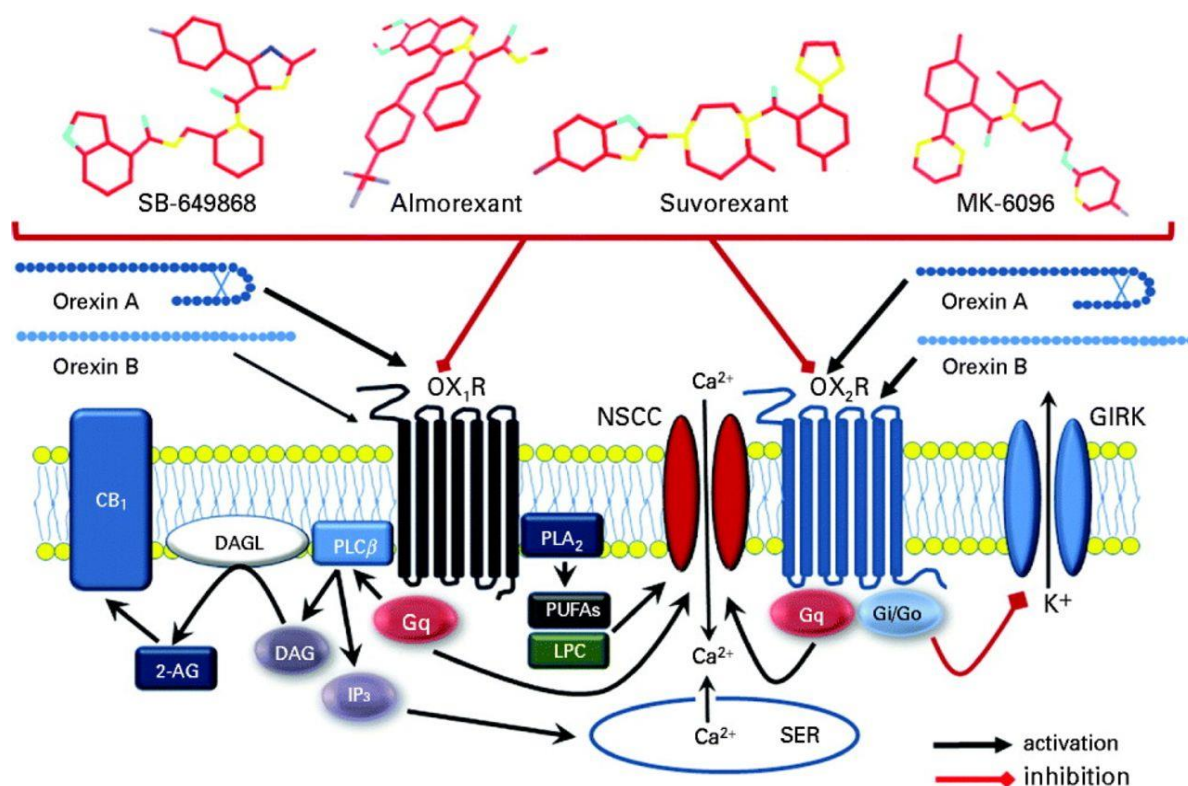 SB-649868
Almorexant
Suvorexant
MK-6096
Orexin A
Orexin B
Orexin A
Orexin B
OX₁R
Ca²⁺
OX₂R
NSCC
GIRK
CB₁
DAGL
PLCβ
PLA₂
PUFAs
LPC
Gq
Gq
Gi/Go
K⁺
2-AG
DAG
IP₃
Ca²⁺
Ca²⁺
SER
activation
inhibition